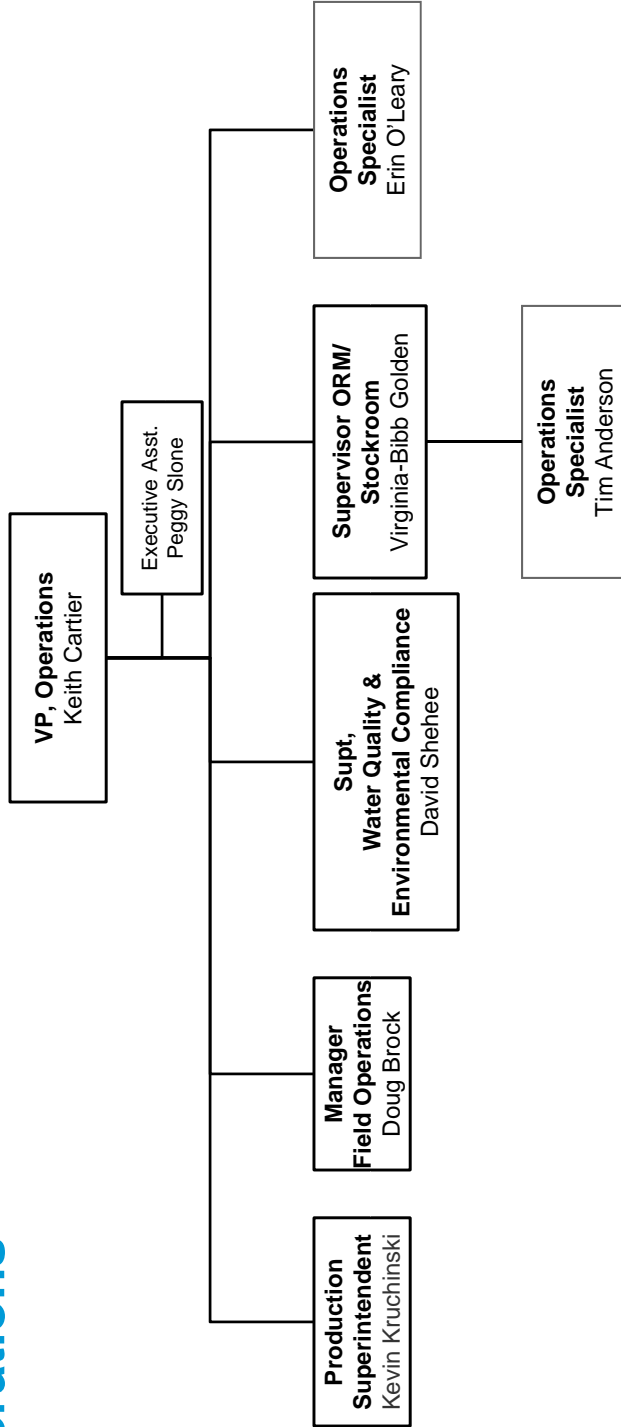 VP, Operations
Keith Cartier
Executive Asst.
Peggy Slone
Production
Superintendent
Kevin Kruchinski
Manager
Field Operations
Doug Brock
Supt,
Water Quality &
Environmental Compliance
David Shehee
Supervisor ORM/
Stockroom
Virginia-Bibb Golden
Operations
Specialist
Erin O’Leary
Operations
Specialist
Tim Anderson